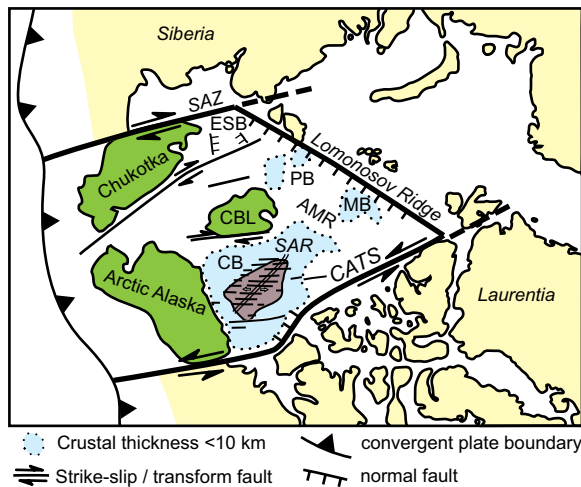 Siberia
SAZ
ESB
Chukotka
Lomonosov Ridge
PB
MB
CBL
AMR
SAR
CB
CATS
Arctic Alaska
Laurentia
Crustal thickness <10 km
convergent plate boundary
Strike-slip / transform fault
normal fault